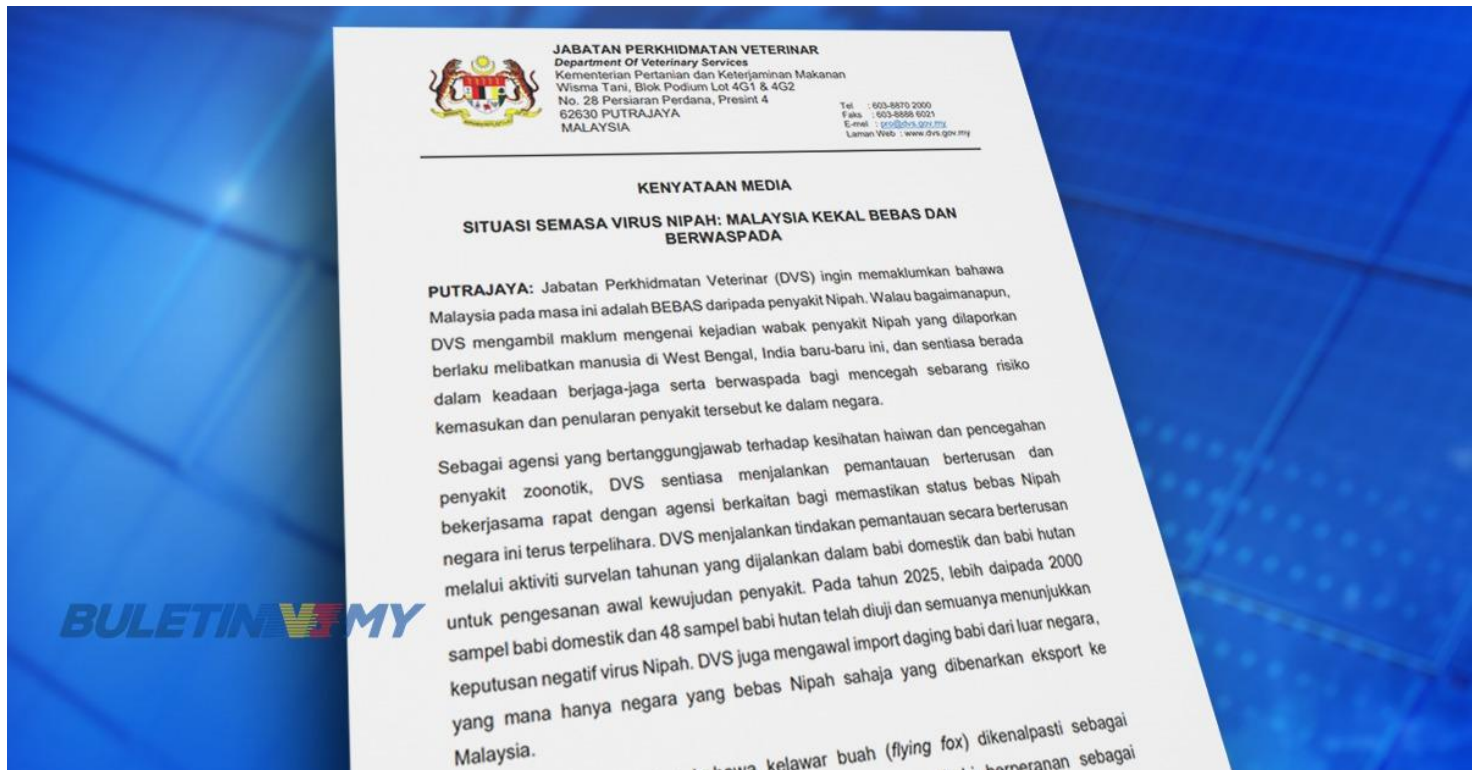 JABATAN PERKHIDMATAN VETERINAR
Department Of Veterinary Services
Kementerian Pertanian dan Keterjaminan Makanan
Wisma Tani, Blok Podium Lot 4G1 & 4G2
No. 28 Persiaran Perdana, Presint 4
62630 PUTRAJAYA
MALAYSIA
Tel : 603-8870 2000
Faks : 603-8888 6021
E-mel : pro@dvs.gov.my
Laman Web : www.dvs.gov.my
KENYATAAN MEDIA
SITUASI SEMASA VIRUS NIPAH: MALAYSIA KEKAL BEBAS DAN
BERWASPADA
PUTRAJAYA: Jabatan Perkhidmatan Veterinar (DVS) ingin memaklumkan bahawa
Malaysia pada masa ini adalah BEBAS daripada penyakit Nipah. Walau bagaimanapun,
DVS mengambil maklum mengenai kejadian wabak penyakit Nipah yang dilaporkan
berlaku melibatkan manusia di West Bengal, India baru-baru ini, dan sentiasa berada
dalam keadaan berjaga-jaga serta berwaspada bagi mencegah sebarang risiko
kemasukan dan penularan penyakit tersebut ke dalam negara.
Sebagai agensi yang bertanggungjawab terhadap kesihatan haiwan dan pencegahan
penyakit zoonotik, DVS sentiasa menjalankan pemantauan berterusan dan
bekerjasama rapat dengan agensi berkaitan bagi memastikan status bebas Nipah
negara ini terus terpelihara. DVS menjalankan tindakan pemantauan secara berterusan
melalui aktiviti survelan tahunan yang dijalankan dalam babi domestik dan babi hutan
untuk pengesanan awal kewujudan penyakit. Pada tahun 2025, lebih daipada 2000
sampel babi domestik dan 48 sampel babi hutan telah diuji dan semuanya menunjukkan
keputusan negatif virus Nipah. DVS juga mengawal import daging babi dari luar negara,
yang mana hanya negara yang bebas Nipah sahaja yang dibenarkan eksport ke
Malaysia.
kelawar buah (flying fox) dikenalpasti sebagai
berperanan sebagai
BULETIN TV3 MY